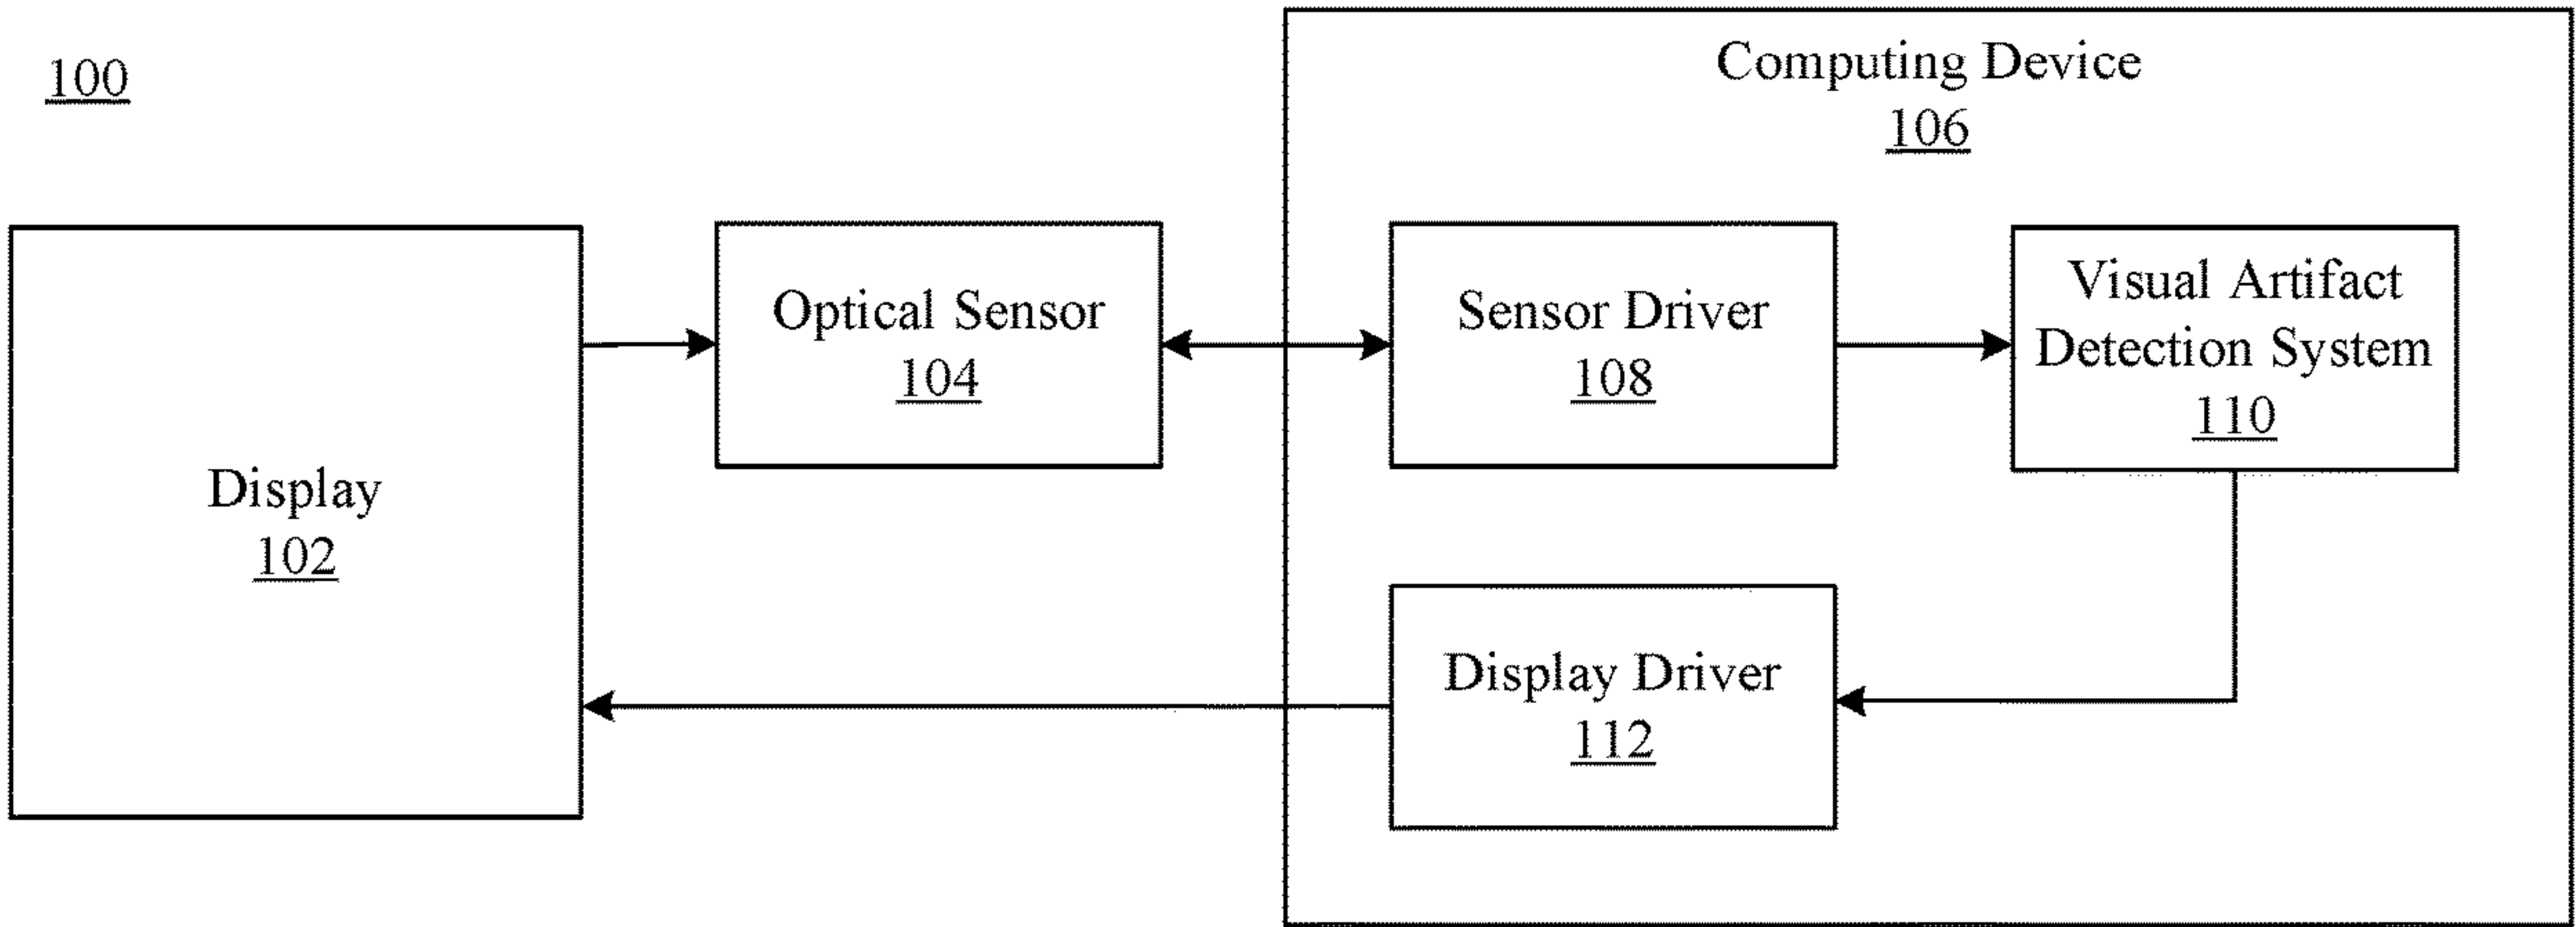 100
Computing Device
106
Display
102
Optical Sensor
104
Sensor Driver
108
Visual Artifact
Detection System
110
Display Driver
112